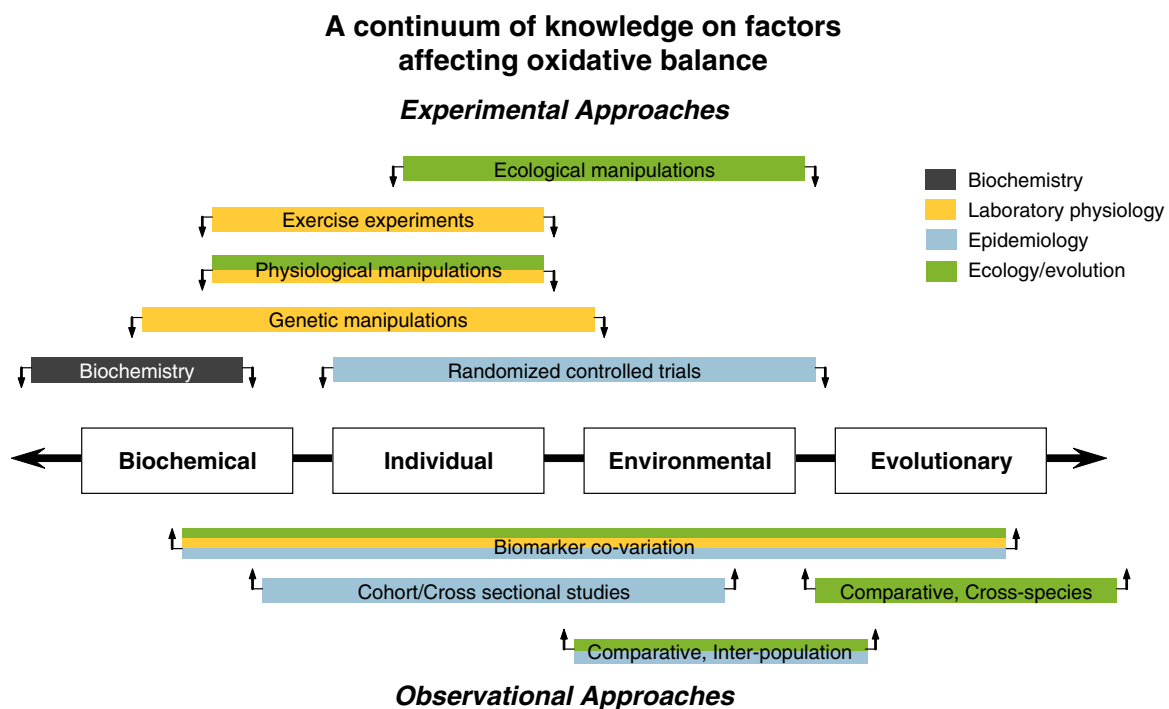 A continuum of knowledge on factors
affecting oxidative balance
Experimental Approaches
Ecological manipulations
Exercise experiments
Physiological manipulations
Genetic manipulations
Biochemistry
Randomized controlled trials
Biochemistry
Laboratory physiology
Epidemiology
Ecology/evolution
Biochemical
Individual
Environmental
Evolutionary
Biomarker co-variation
Cohort/Cross sectional studies
Comparative, Cross-species
Comparative, Inter-population
Observational Approaches